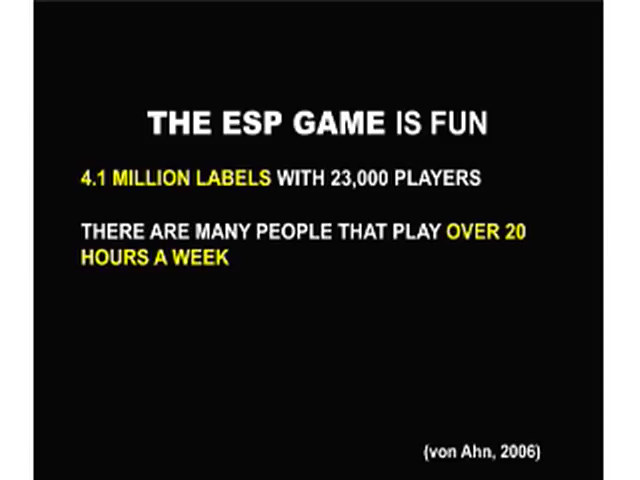 THE ESP GAME IS FUN
4.1 MILLION LABELS WITH 23,000 PLAYERS
THERE ARE MANY PEOPLE THAT PLAY OVER 20
HOURS A WEEK
(von Ahn, 2006)